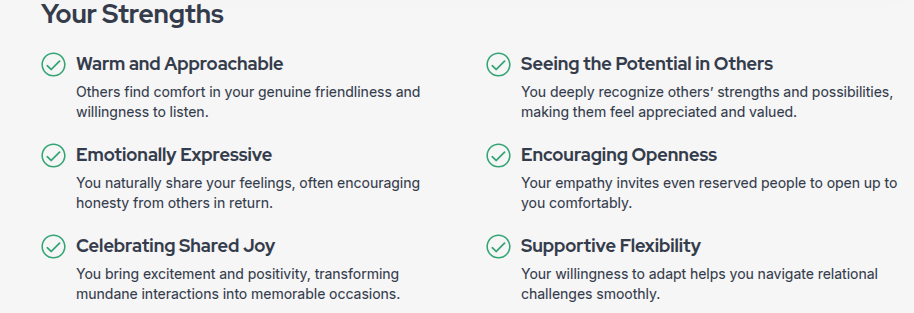 Your Strengths
Warm and Approachable
Others find comfort in your genuine friendliness and
willingness to listen.
Seeing the Potential in Others
You deeply recognize others’ strengths and possibilities,
making them feel appreciated and valued.
Emotionally Expressive
You naturally share your feelings, often encouraging
honesty from others in return.
Encouraging Openness
Your empathy invites even reserved people to open up to
you comfortably.
Celebrating Shared Joy
You bring excitement and positivity, transforming
mundane interactions into memorable occasions.
Supportive Flexibility
Your willingness to adapt helps you navigate relational
challenges smoothly.